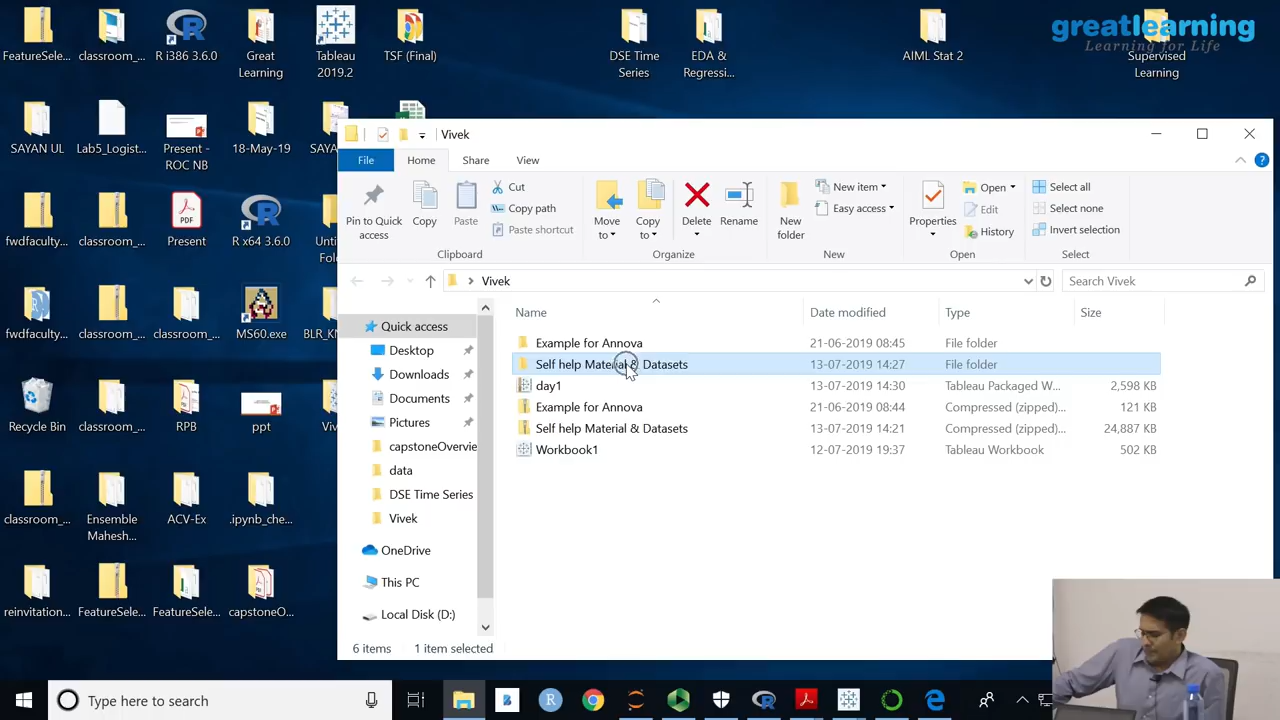 greatlearning
Learning for Life
FeatureSele...
classroom_...
R i386 3.6.0
Great
Learning
Tableau
2019.2
TSF (Final)
DSE Time
Series
EDA &
Regressi...
AIML Stat 2
Supervised
Learning
SAYAN UL
Lab5_Logist...
Present -
ROC NB
18-May-19
SAYA
fwdfaculty...
classroom_...
PDF
Present
R x64 3.6.0
Unti
Fol
fwdfaculty...
classroom_...
classroom_...
MS60.exe
BLR_KN
Recycle Bin
classroom_...
RPB
ppt
Viv
classroom_...
Ensemble
Mahesh...
ACV-Ex
.ipynb_che...
reinvitation...
FeatureSele...
FeatureSele...
capstoneO...
Vivek
File
Home
Share
View
Pin to Quick
access
Copy
Paste
Cut
Copy path
Paste shortcut
Clipboard
Move
to
Copy
to
Delete
Rename
Organize
New
folder
New item
Easy access
New
Properties
Open
Edit
History
Open
Select all
Select none
Invert selection
Select
Vivek
Search Vivek
Name
Date modified
Type
Size
Quick access
Desktop
Downloads
Documents
Pictures
capstoneOvervie
data
DSE Time Series
Vivek
OneDrive
This PC
Local Disk (D:)
Example for Annova 21-06-2019 08:45 File folder
Self help Material & Datasets 13-07-2019 14:27 File folder
day1 13-07-2019 14:30 Tableau Packaged W... 2,598 KB
Example for Annova 21-06-2019 08:44 Compressed (zipped)... 121 KB
Self help Material & Datasets 13-07-2019 14:21 Compressed (zipped)... 24,887 KB
Workbook1 12-07-2019 19:37 Tableau Workbook 502 KB
6 items 1 item selected
Type here to search